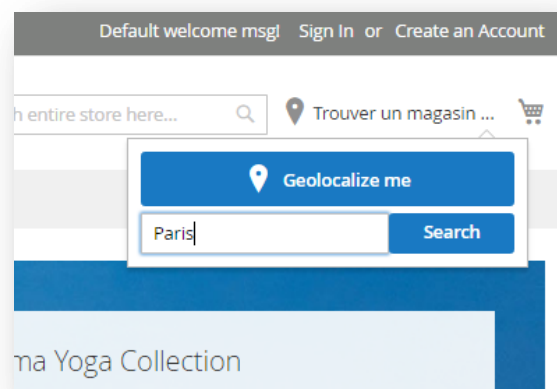 Default welcome msg! Sign In or Create an Account
h entire store here... Trouver un magasin ...
Geolocalize me
Paris Search
ma Yoga Collection